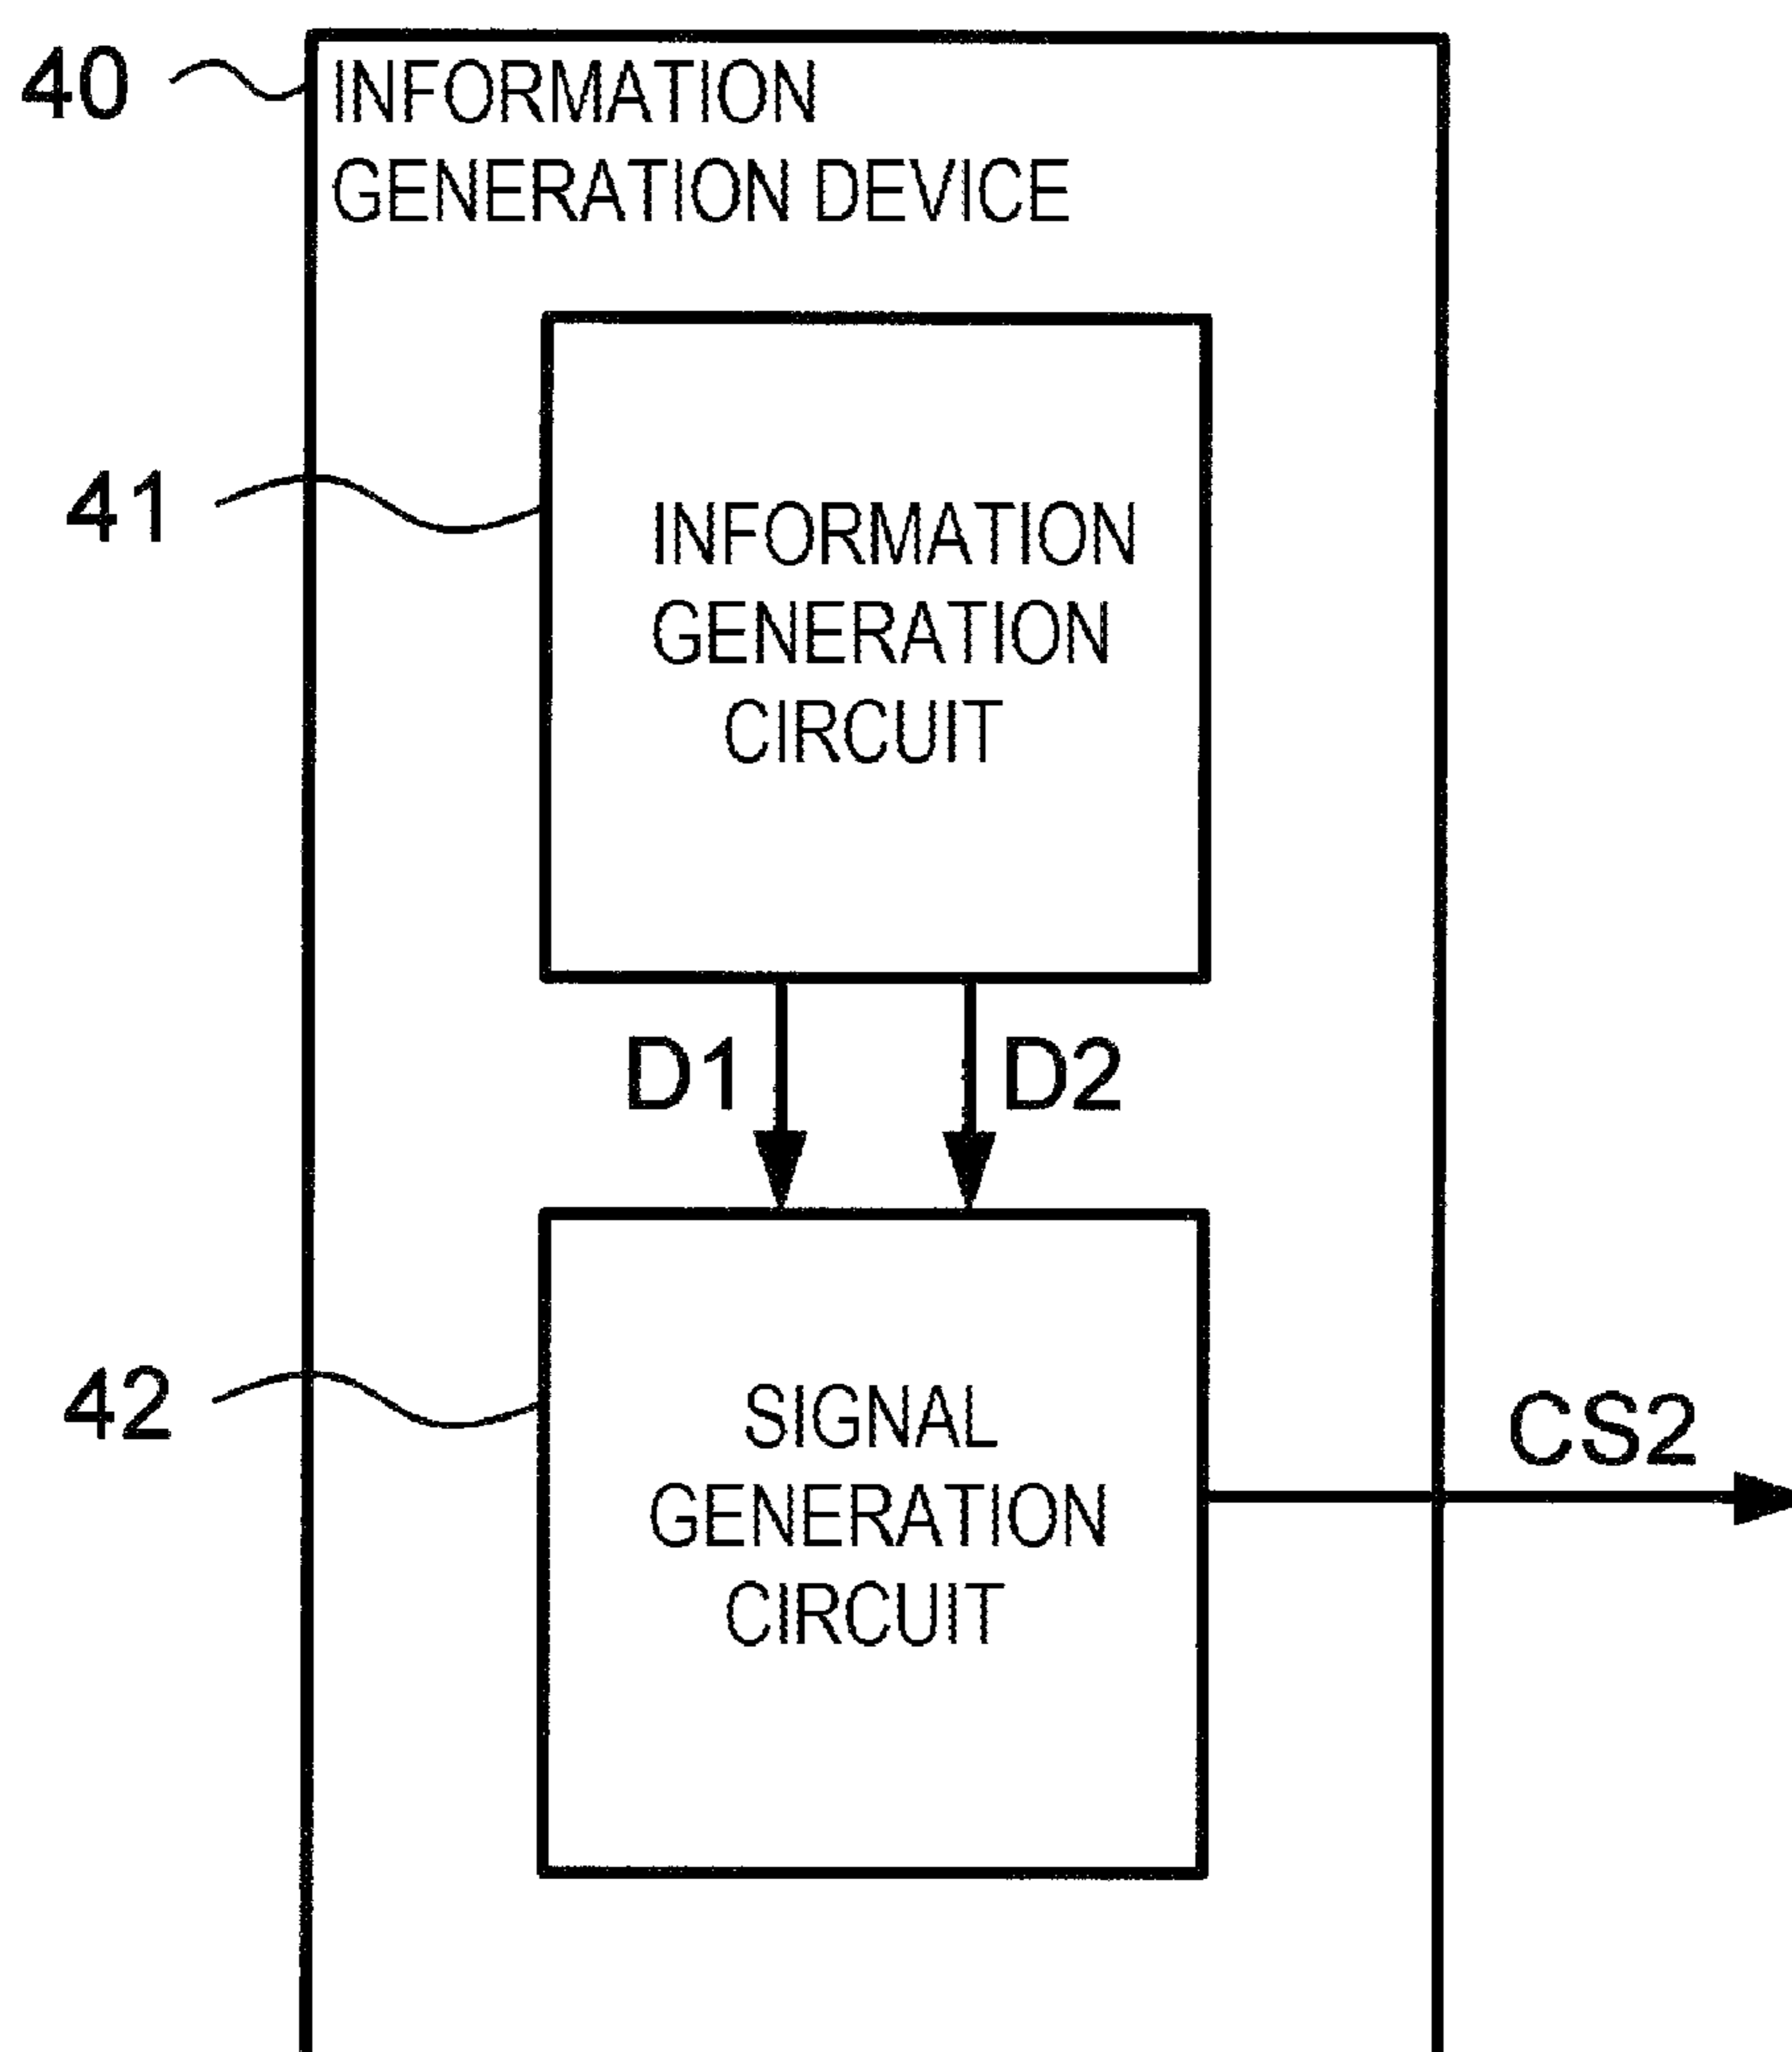 40
INFORMATION
GENERATION DEVICE
41
INFORMATION
GENERATION
CIRCUIT
D1
D2
42
SIGNAL
GENERATION
CIRCUIT
CS2